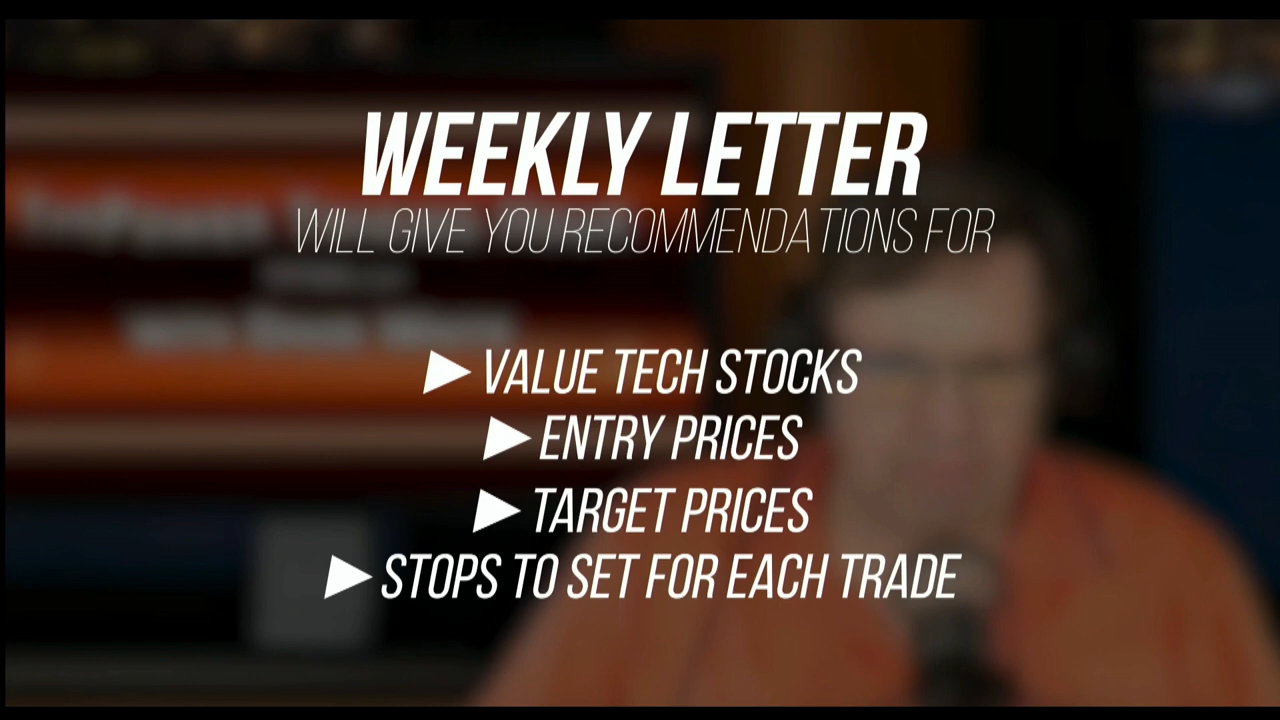 WEEKLY LETTER
WILL GIVE YOU RECOMMENDATIONS FOR
▶ VALUE TECH STOCKS
▶ ENTRY PRICES
▶ TARGET PRICES
▶ STOPS TO SET FOR EACH TRADE